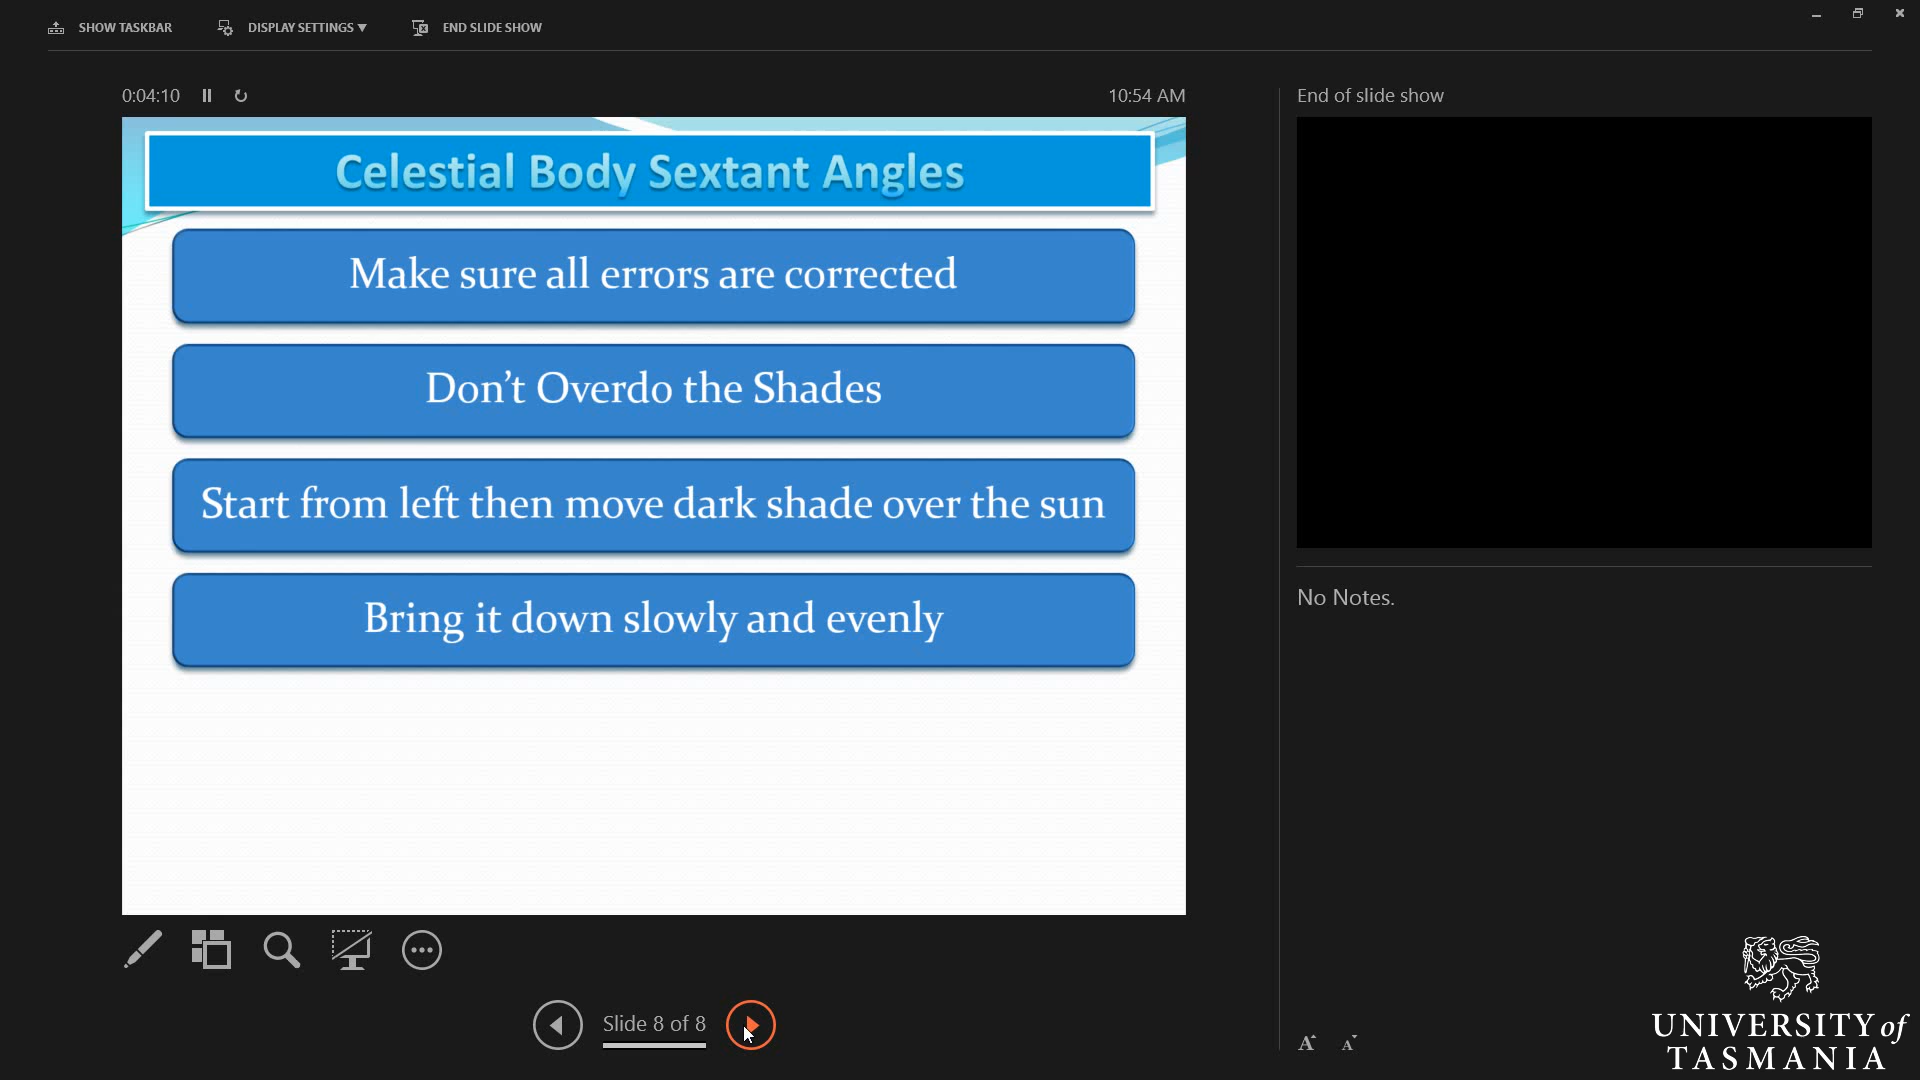 SHOW TASKBAR
DISPLAY SETTINGS
END SLIDE SHOW
0:04:10
10:54 AM
End of slide show
Celestial Body Sextant Angles
Make sure all errors are corrected
Don’t Overdo the Shades
Start from left then move dark shade over the sun
Bring it down slowly and evenly
No Notes.
Slide 8 of 8
A A
UNIVERSITY of
TASMANIA